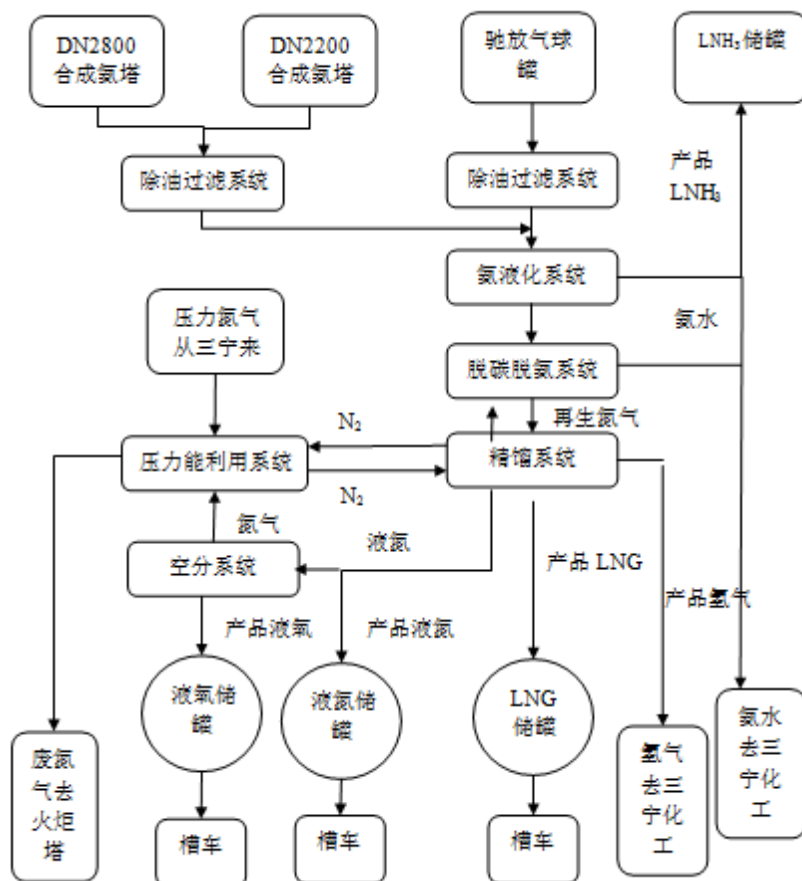 DN2800
合成氨塔
DN2200
合成氨塔
驰放气球
罐
LNH₃储罐
除油过滤系统
除油过滤系统
产品
LNH₃
氨液化系统
压力氮气
从三宁来
氨水
脱碳脱氨系统
再生氮气
N₂
压力能利用系统
精馏系统
N₂
氮气
液氮
空分系统
产品 LNG
产品氢气
产品液氧
产品液氮
液氧储
罐
液氮储
罐
LNG
储罐
氨水
去三
宁化
工
废氮
气去
火炬
塔
氢气
去三
宁化
工
槽车
槽车
槽车